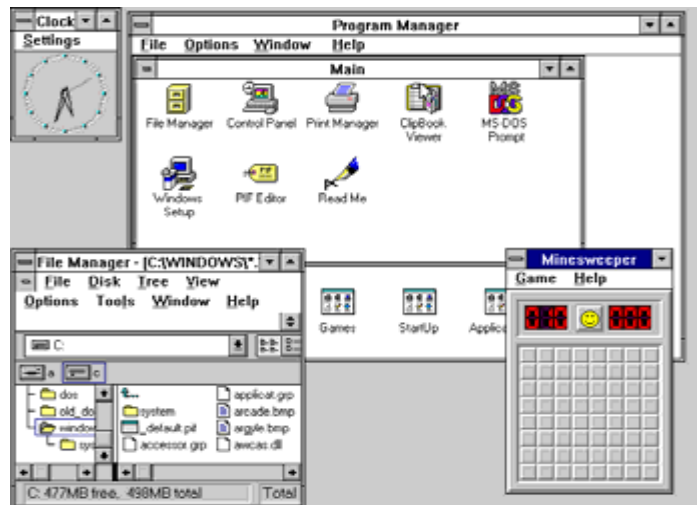 Clock
Settings
Program Manager
File Options Window Help
Main
File Manager
Control Panel
Print Manager
ClipBook Viewer
MS-DOS Prompt
Windows Setup
PIF Editor
Read Me
Games
StartUp
File Manager - [C:\WINDOWS\*.
File Disk Tree View
Options Tools Window Help
C:
a
c
dos
old_do
window
sys
system
_default.pif
accessor.grp
applicat.grp
arcade.bmp
argyle.bmp
awcas.dll
C: 477MB free, 498MB total
Total
Minesweeper
Game Help
010
000